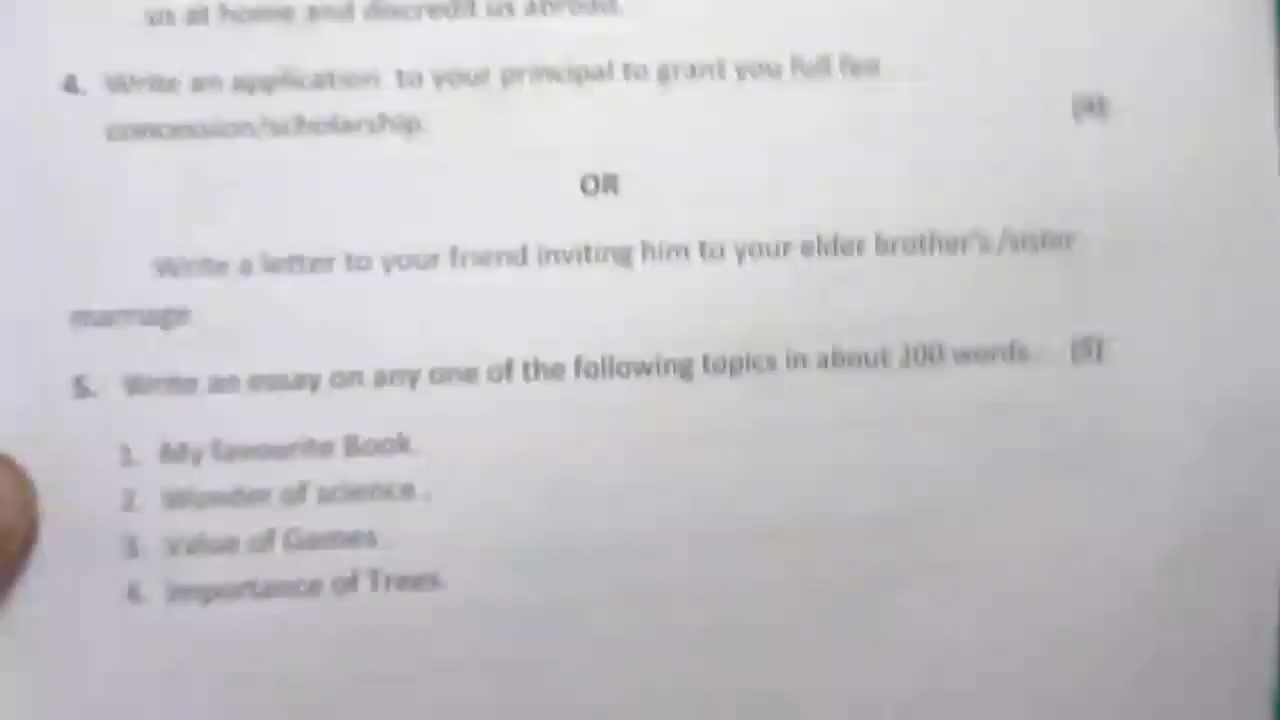 us at home and discredit us abroad.
4. Write an application to your principal to grant you full fee
concession/scholarship. (4)
OR
Write a letter to your friend inviting him to your elder brother's /sister
marriage
5. Write an essay on any one of the following topics in about 200 words (5)
1. My favourite Book.
2. Wonder of science .
3. Value of Games
4. Importance of Trees.